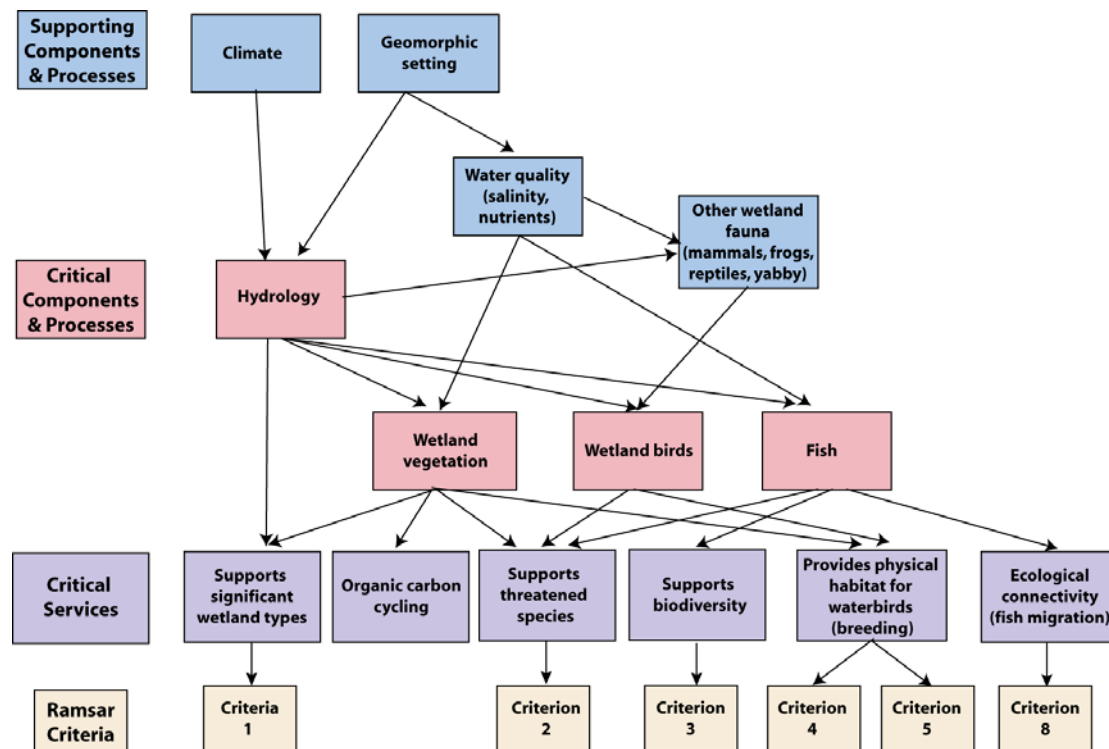 Supporting
Components
& Processes
Climate
Geomorphic
setting
Water quality
(salinity,
nutrients)
Other wetland
fauna
(mammals, frogs,
reptiles, yabby)
Critical
Components
& Processes
Hydrology
Wetland
vegetation
Wetland birds
Fish
Critical
Services
Supports
significant
wetland types
Organic carbon
cycling
Supports
threatened
species
Supports
biodiversity
Provides physical
habitat for
waterbirds
(breeding)
Ecological
connectivity
(fish migration)
Ramsar
Criteria
Criteria
1
Criterion
2
Criterion
3
Criterion
4
Criterion
5
Criterion
8